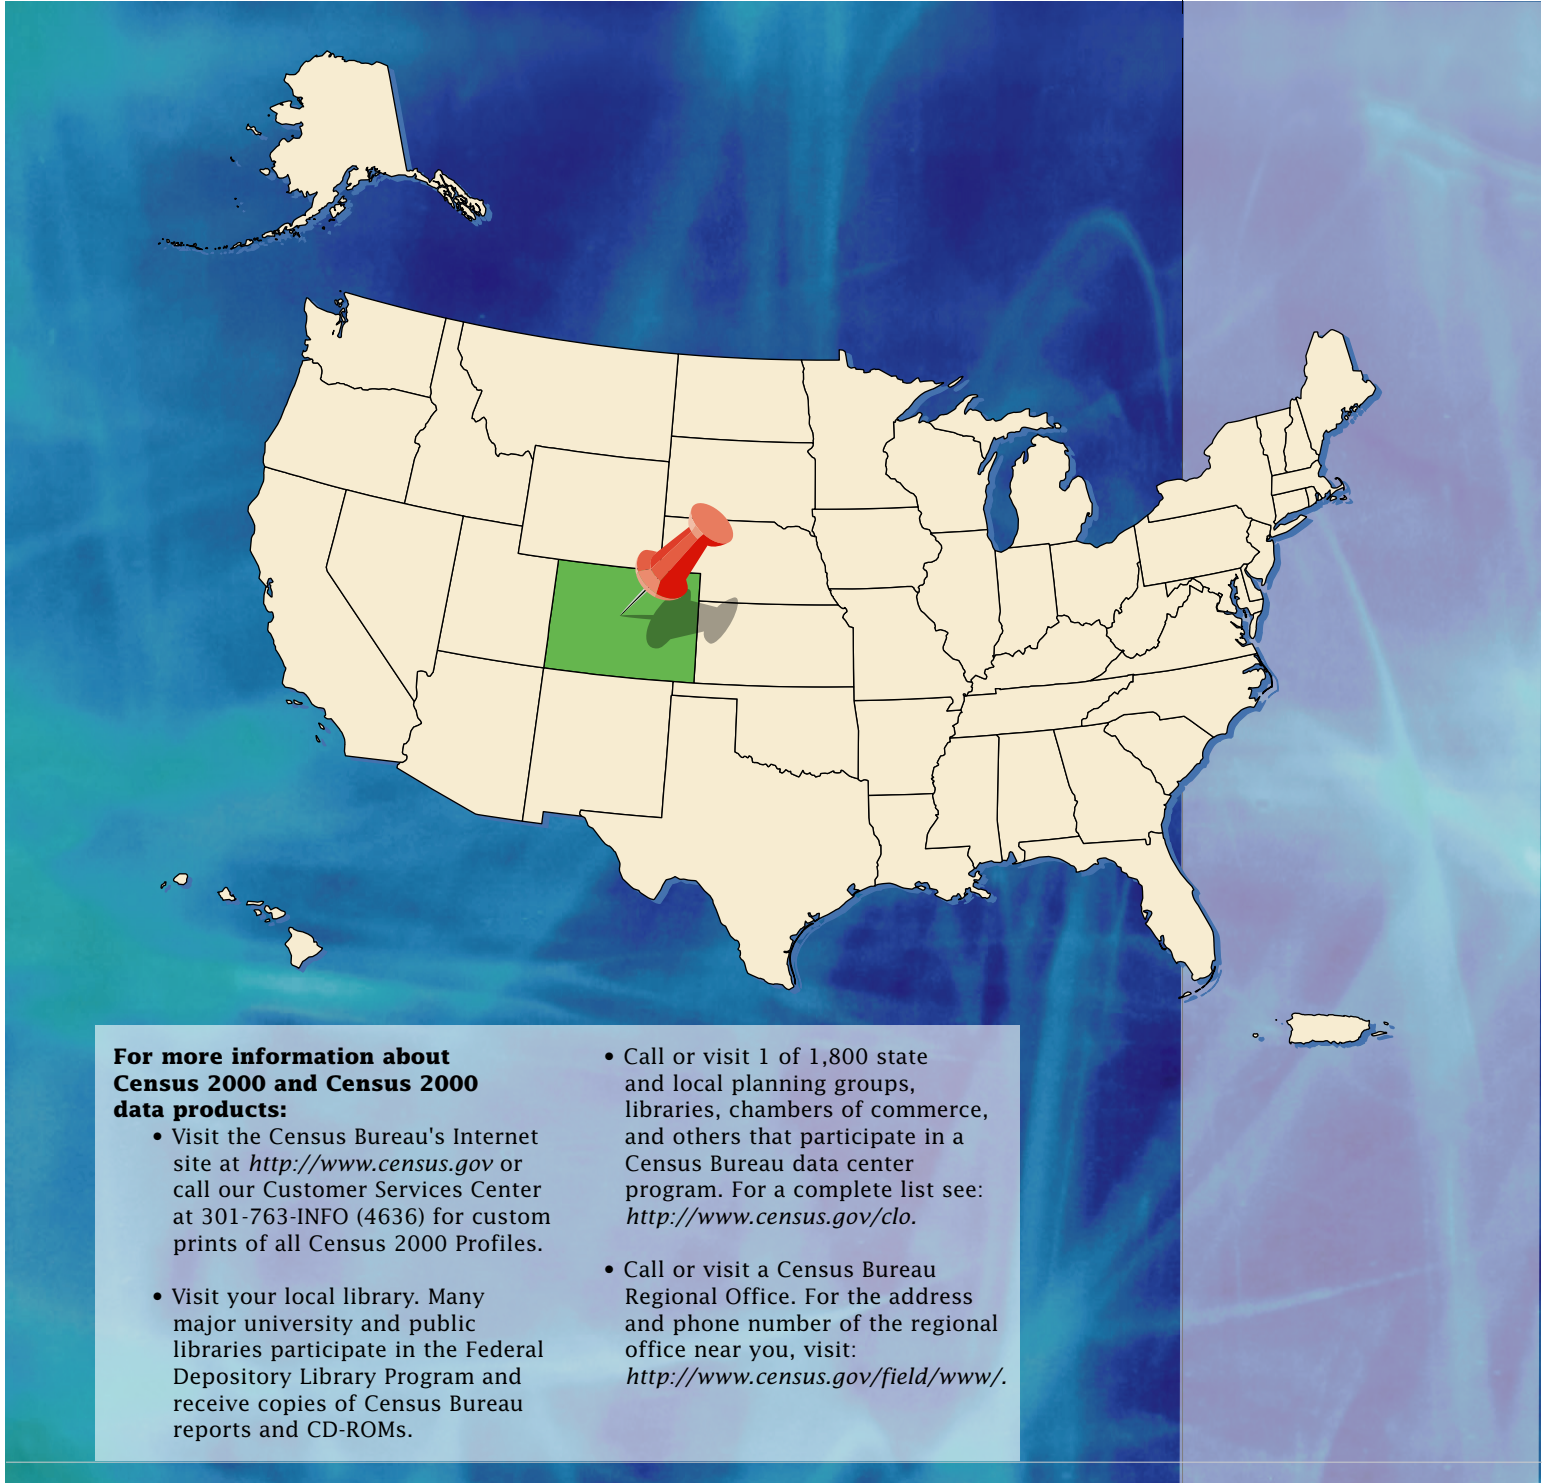 For more information about
Census 2000 and Census 2000
data products:
• Visit the Census Bureau's Internet
site at http://www.census.gov or
call our Customer Services Center
at 301-763-INFO (4636) for custom
prints of all Census 2000 Profiles.
• Visit your local library. Many
major university and public
libraries participate in the Federal
Depository Library Program and
receive copies of Census Bureau
reports and CD-ROMs.
• Call or visit 1 of 1,800 state
and local planning groups,
libraries, chambers of commerce,
and others that participate in a
Census Bureau data center
program. For a complete list see:
http://www.census.gov/clo.
• Call or visit a Census Bureau
Regional Office. For the address
and phone number of the regional
office near you, visit:
http://www.census.gov/field/www/.